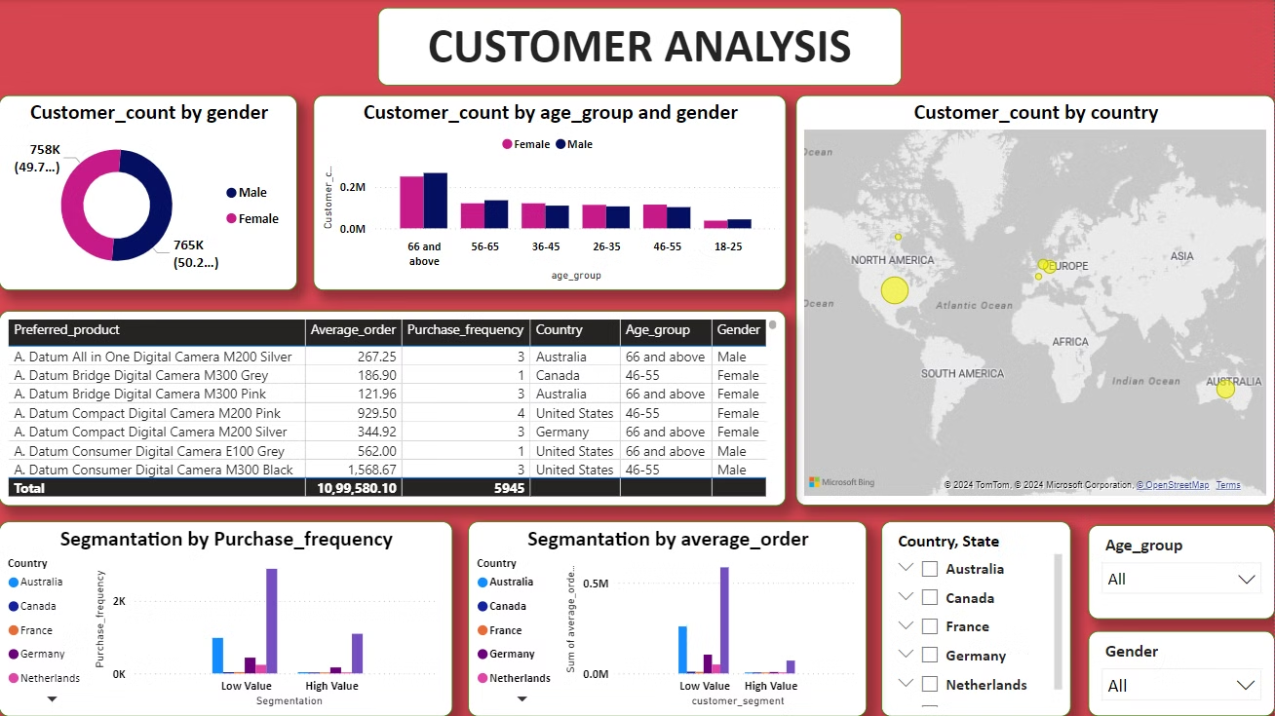 CUSTOMER ANALYSIS
Customer_count by gender
758K
(49.7...)
Male
Female
765K
(50.2...)
Customer_count by age_group and gender
Female Male
Customer_c...
0.2M
0.0M
66 and above 56-65 36-45 26-35 46-55 18-25
age_group
Customer_count by country
Ocean
NORTH AMERICA
EUROPE
ASIA
Ocean
Atlantic Ocean
AFRICA
SOUTH AMERICA
Indian Ocean
AUSTRALIA
Microsoft Bing
© 2024 TomTom, © 2024 Microsoft Corporation, © OpenStreetMap Terms
Preferred_product Average_order Purchase_frequency Country Age_group Gender
A. Datum All in One Digital Camera M200 Silver 267.25 3 Australia 66 and above Male
A. Datum Bridge Digital Camera M300 Grey 186.90 1 Canada 46-55 Female
A. Datum Bridge Digital Camera M300 Pink 121.96 3 Australia 66 and above Female
A. Datum Compact Digital Camera M200 Pink 929.50 4 United States 46-55 Female
A. Datum Compact Digital Camera M200 Silver 344.92 3 Germany 66 and above Female
A. Datum Consumer Digital Camera E100 Grey 562.00 1 United States 66 and above Male
A. Datum Consumer Digital Camera M300 Black 1,568.67 3 United States 46-55 Male
Total 10,99,580.10 5945
Segmantation by Purchase_frequency
Country
Australia
Canada
France
Germany
Netherlands
Purchase_frequency
2K
0K
Low Value High Value
Segmentation
Segmantation by average_order
Country
Australia
Canada
France
Germany
Netherlands
Sum of average_orde...
0.5M
0.0M
Low Value High Value
customer_segment
Country, State
Australia
Canada
France
Germany
Netherlands
Age_group
All
Gender
All